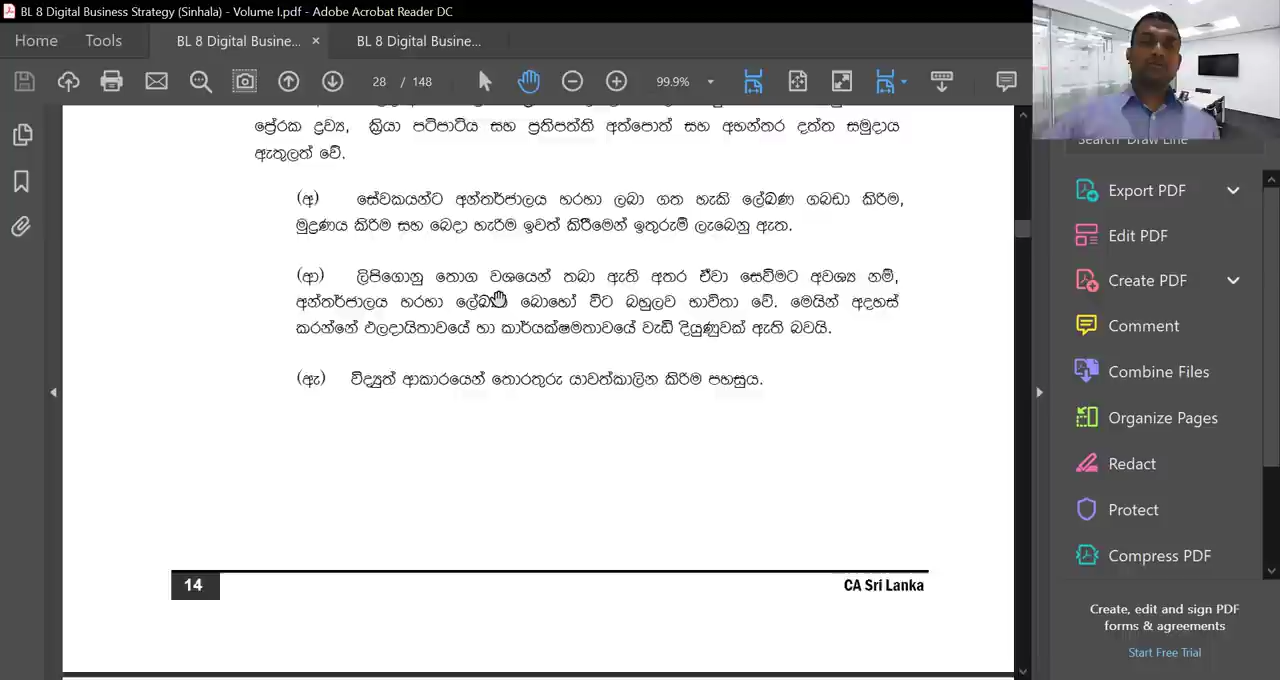 BL 8 Digital Business Strategy (Sinhala) - Volume I.pdf - Adobe Acrobat Reader DC
Home Tools BL 8 Digital Busine... × BL 8 Digital Busine...
28 / 148 99.9%
ප්‍රේරක ද්‍රව්‍ය, ක්‍රියා පටිපාටිය සහ ප්‍රතිපත්ති අත්පොත් සහ අභන්තර දත්ත සමුදාය
ඇතුලත් වේ.
(අ) සේවකයන්ට අන්තර්ජාලය හරහා ලබා ගත හැකි ලේඛණ ගබඩා කිරීම,
මුද්‍රණය කිරීම සහ බෙදා හැරීම ඉවත් කිරීමෙන් ඉතුරුම් ලැබෙනු ඇත.
(ආ) ලිපිගොනු තොග වශයෙන් තබා ඇති අතර ඒවා සෙවීමට අවශ්‍ය නම්,
අන්තර්ජාලය හරහා බොහෝ විට බහුලව භාවිතා වේ. මෙයින් අදහස්
කරන්නේ ඵලදායිතාවයේ හා කාර්යක්ෂමතාවයේ වැඩි දියුණුවක් ඇති බවයි.
(ඇ) විද්‍යුත් ආකාරයෙන් තොරතුරු යාවත්කාලීන කිරීම පහසුය.
14
CA Sri Lanka
Search 'Draw Line'
Export PDF
Edit PDF
Create PDF
Comment
Combine Files
Organize Pages
Redact
Protect
Compress PDF
Create, edit and sign PDF
forms & agreements
Start Free Trial